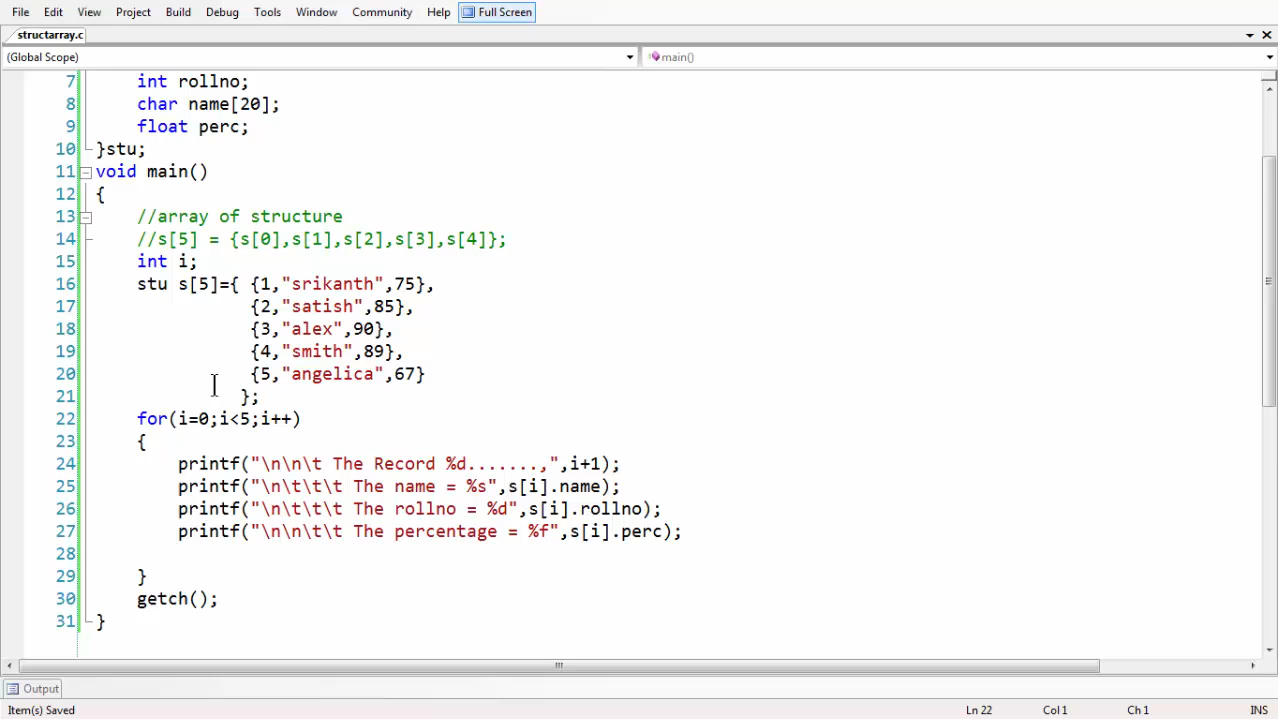 File Edit View Project Build Debug Tools Window Community Help Full Screen
structarray.c
(Global Scope) main()
7 int rollno;
8 char name[20];
9 float perc;
10 }stu;
11 void main()
12 {
13 //array of structure
14 //s[5] = {s[0],s[1],s[2],s[3],s[4]};
15 int i;
16 stu s[5]={ {1,"srikanth",75},
17 {2,"satish",85},
18 {3,"alex",90},
19 {4,"smith",89},
20 {5,"angelica",67}
21 };
22 for(i=0;i<5;i++)
23 {
24 printf("\n\n\t The Record %d.......,",i+1);
25 printf("\n\t\t\t The name = %s",s[i].name);
26 printf("\n\n\t\t The rollno = %d",s[i].rollno);
27 printf("\n\n\t\t The percentage = %f",s[i].perc);
28
29 }
30 getch();
31 }
Output
Item(s) Saved Ln 22 Col 1 Ch 1 INS